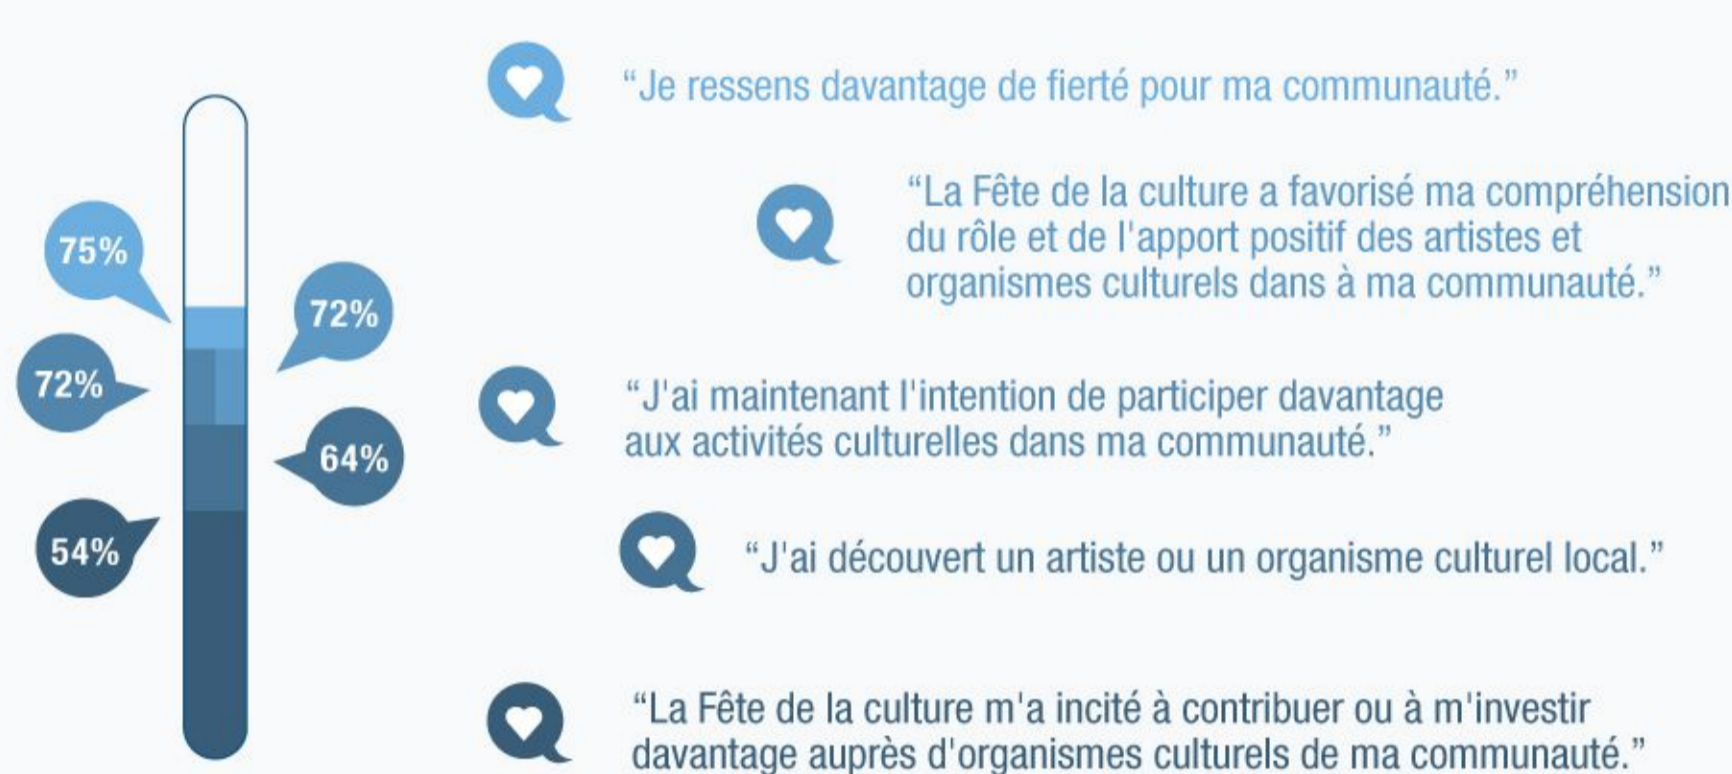 75%
72%
72%
64%
54%
“Je ressens davantage de fierté pour ma communauté.”
“La Fête de la culture a favorisé ma compréhension
du rôle et de l'apport positif des artistes et
organismes culturels dans à ma communauté.”
“J'ai maintenant l'intention de participer davantage
aux activités culturelles dans ma communauté.”
“J'ai découvert un artiste ou un organisme culturel local.”
“La Fête de la culture m'a incité à contribuer ou à m'investir
davantage auprès d'organismes culturels de ma communauté.”